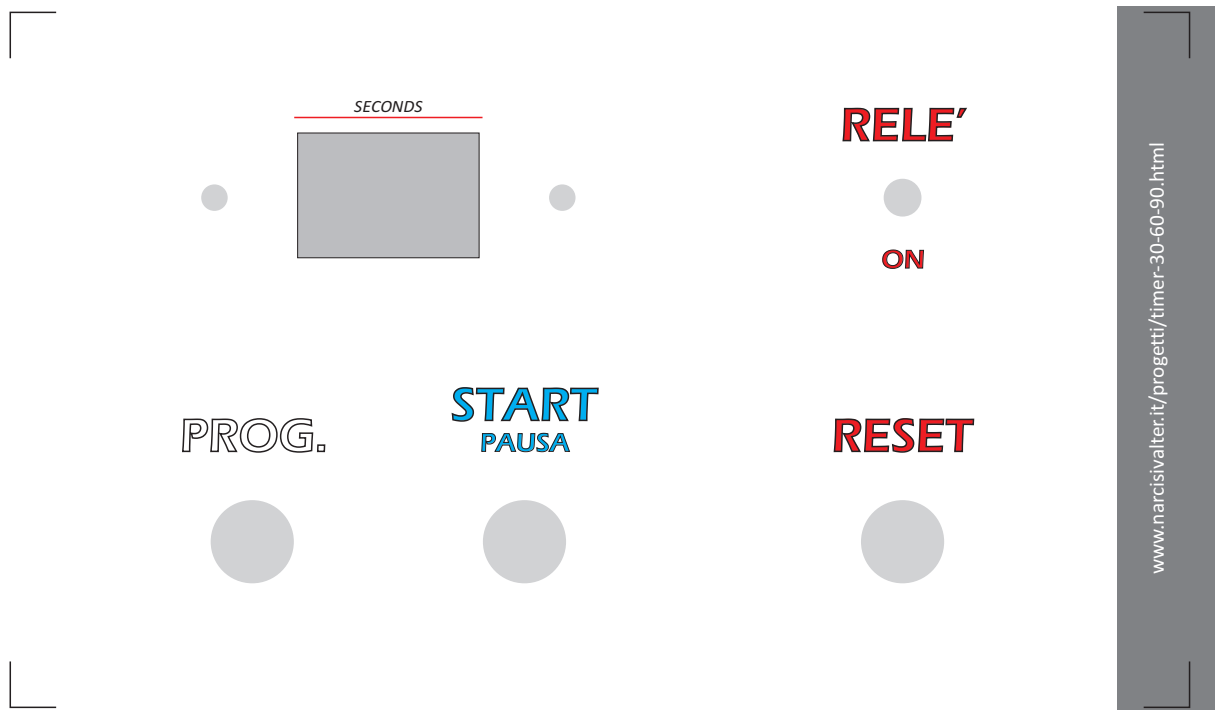 SECONDS
RELE’
ON
PROG.
START
PAUSA
RESET
www.narcisivalter.it/progetti/timer-30-60-90.html